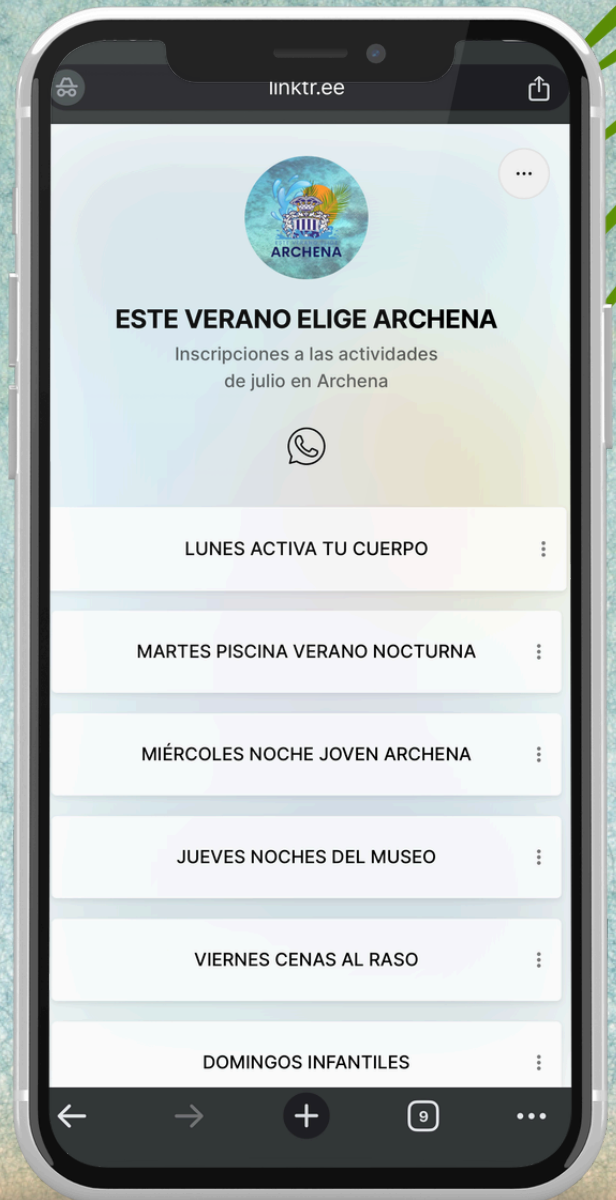 linktr.ee
ARCHENA
ESTE VERANO ELIGE ARCHENA
Inscripciones a las actividades
de julio en Archena
LUNES ACTIVA TU CUERPO
MARTES PISCINA VERANO NOCTURNA
MIÉRCOLES NOCHE JOVEN ARCHENA
JUEVES NOCHES DEL MUSEO
VIERNES CENAS AL RASO
DOMINGOS INFANTILES
9